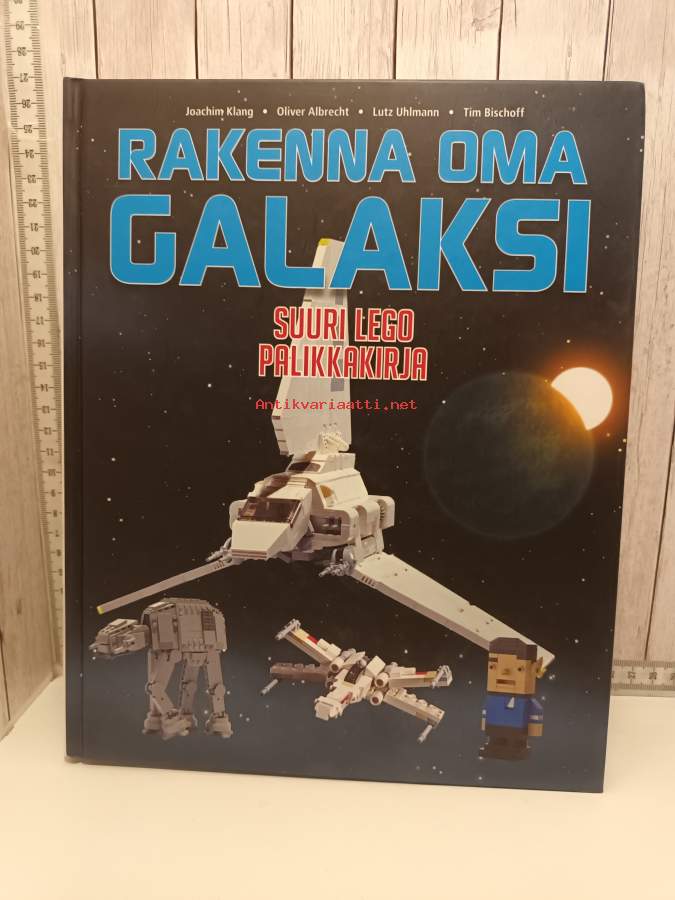 Joachim Klang • Oliver Albrecht • Lutz Uhlmann • Tim Bischoff
RAKENNA OMA
GALAKSI
SUURI LEGO
PALIKKAKIRJA
Antikvariaatti.net